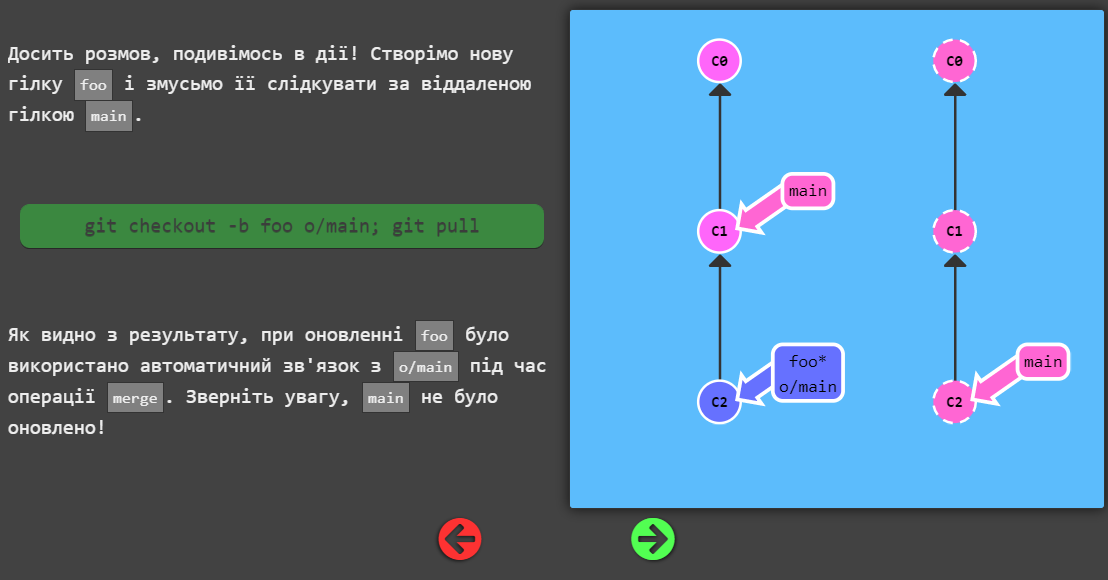 Досить розмов, подивімось в дії! Створімо нову
гілку foo і змусьмо її слідкувати за віддаленою
гілкою main.
git checkout -b foo o/main; git pull
Як видно з результату, при оновленні foo було
використано автоматичний зв'язок з o/main під час
операції merge. Зверніть увагу, main не було
оновлено!
C0
main
C1
foo*
o/main
C2
C0
C1
main
C2